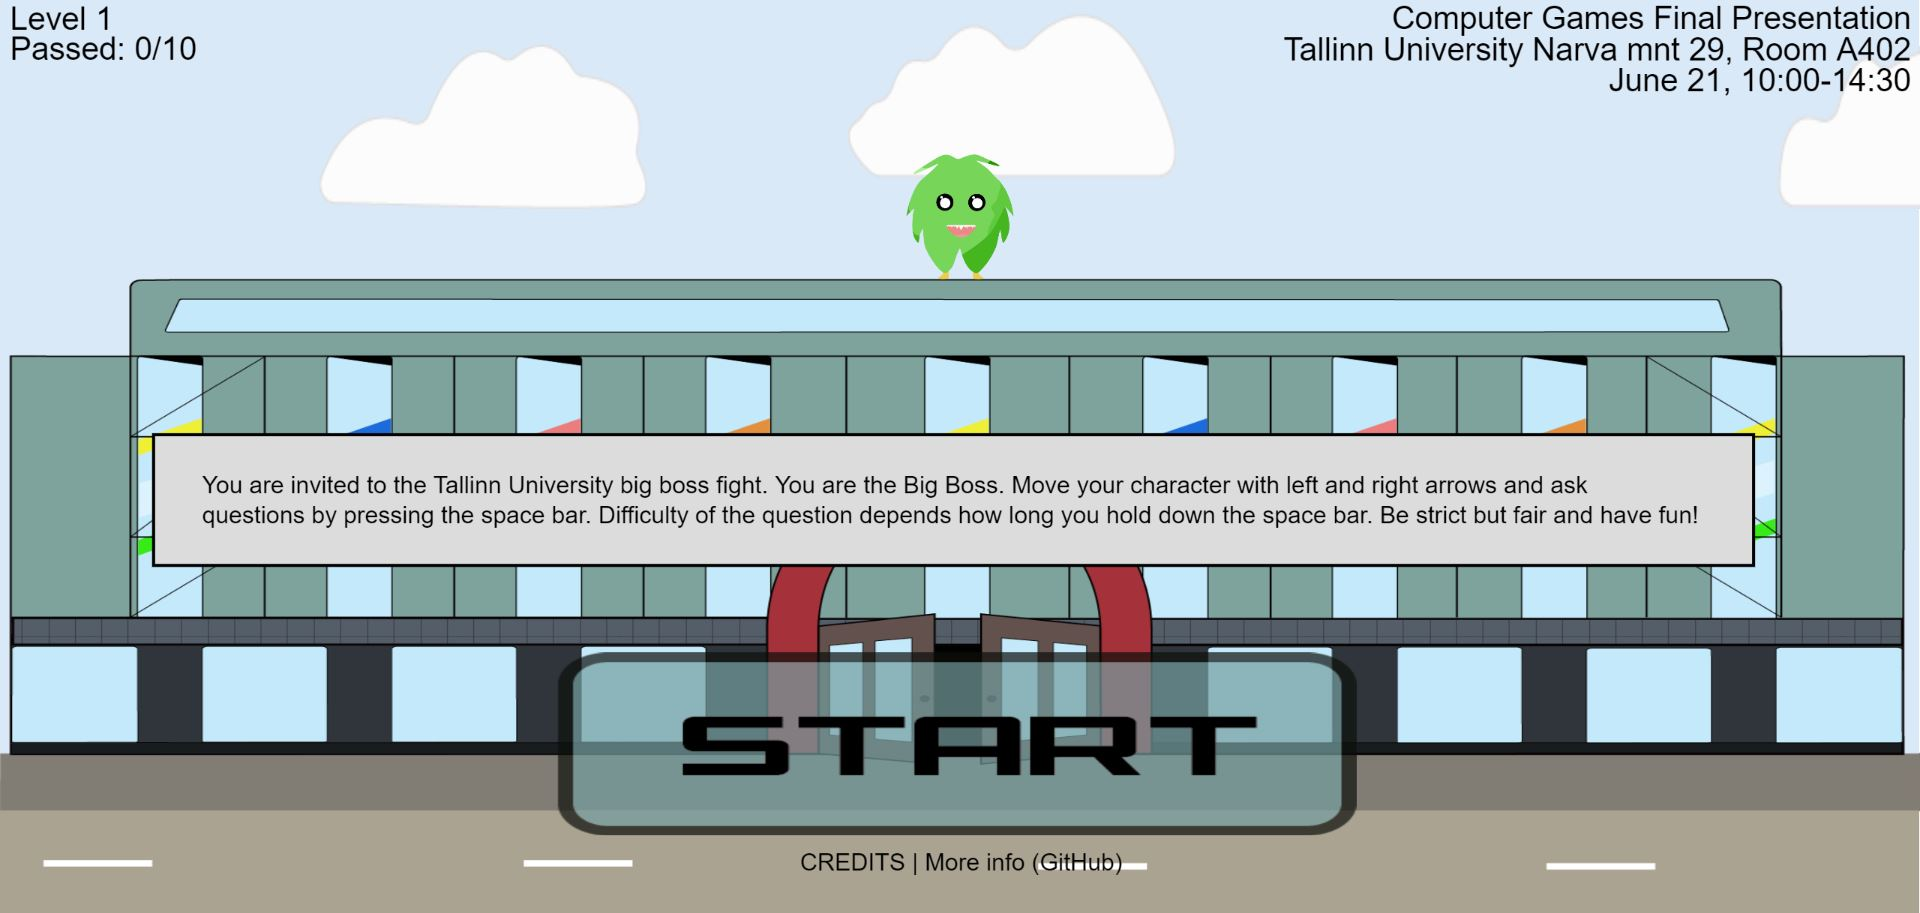 Level 1
Passed: 0/10
Computer Games Final Presentation
Tallinn University Narva mnt 29, Room A402
June 21, 10:00-14:30
You are invited to the Tallinn University big boss fight. You are the Big Boss. Move your character with left and right arrows and ask
questions by pressing the space bar. Difficulty of the question depends how long you hold down the space bar. Be strict but fair and have fun!
START
CREDITS | More info (GitHub)